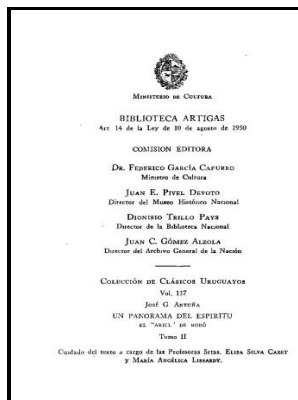 MINISTERIO DE CULTURA
BIBLIOTECA ARTIGAS
Art 14 de la Ley de 10 de agosto de 1950
COMISION EDITORA
DR. FEDERICO GARCÍA CAPURRO
Ministro de Cultura
JUAN E. PIVEL DEVOTO
Director del Museo Histórico Nacional
DIONISIO TRILLO PAYS
Director de la Biblioteca Nacional
JUAN C. GÓMEZ ALZOLA
Director del Archivo General de la Nación
COLECCIÓN DE CLÁSICOS URUGUAYOS
Vol. 137
JOSÉ G ANTUÑA
UN PANORAMA DEL ESPIRITU
EL "ARIEL" DE RODÓ
Tomo II
Cuidado del texto a cargo de las Profesoras Srtas. ELISA SILVA CAZET
y MARÍA ANGÉLICA LISSARDY.